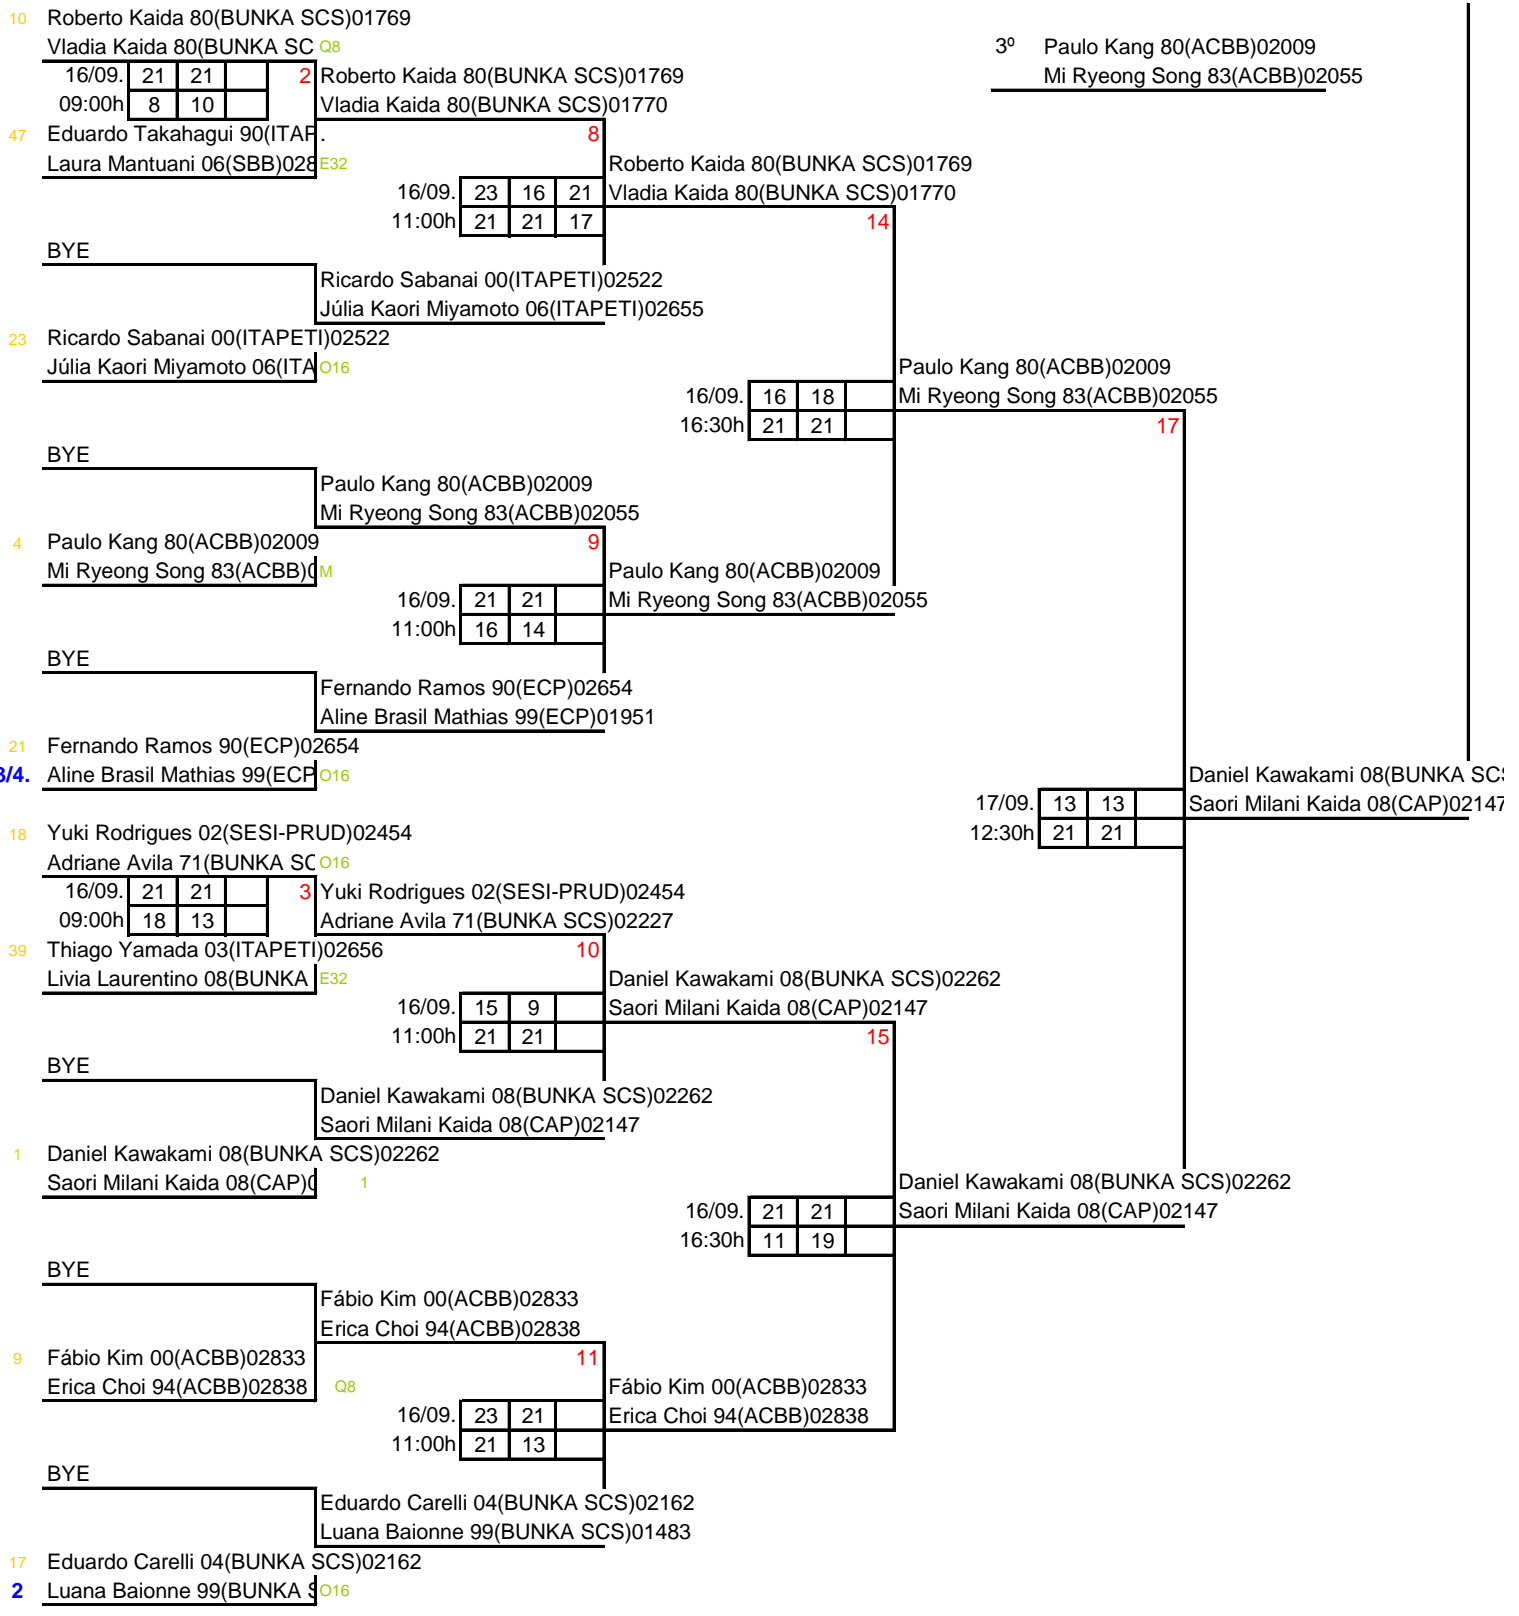 10 Roberto Kaida 80(BUNKA SCS)01769
Vladia Kaida 80(BUNKA SC Q8
3º Paulo Kang 80(ACBB)02009
16/09. 21 21 2 Roberto Kaida 80(BUNKA SCS)01769
Mi Ryeong Song 83(ACBB)02055
09:00h 8 10 Vladia Kaida 80(BUNKA SCS)01770
47 Eduardo Takahagui 90(ITAP . 8
Laura Mantuani 06(SBB)028 E32
Roberto Kaida 80(BUNKA SCS)01769
16/09. 23 16 21 Vladia Kaida 80(BUNKA SCS)01770
11:00h 21 21 17 14
BYE
Ricardo Sabanai 00(ITAPETI)02522
Júlia Kaori Miyamoto 06(ITAPETI)02655
23 Ricardo Sabanai 00(ITAPETI)02522
Júlia Kaori Miyamoto 06(ITA O16
Paulo Kang 80(ACBB)02009
16/09. 16 18 Mi Ryeong Song 83(ACBB)02055
16:30h 21 21 17
BYE
Paulo Kang 80(ACBB)02009
Mi Ryeong Song 83(ACBB)02055
4 Paulo Kang 80(ACBB)02009 9
Mi Ryeong Song 83(ACBB)0 M
Paulo Kang 80(ACBB)02009
16/09. 21 21 Mi Ryeong Song 83(ACBB)02055
11:00h 16 14
BYE
Fernando Ramos 90(ECP)02654
Aline Brasil Mathias 99(ECP)01951
21 Fernando Ramos 90(ECP)02654
3/4. Aline Brasil Mathias 99(ECP O16
Daniel Kawakami 08(BUNKA SCS
17/09. 13 13 Saori Milani Kaida 08(CAP)02147
12:30h 21 21
18 Yuki Rodrigues 02(SESI-PRUD)02454
Adriane Avila 71(BUNKA SC O16
16/09. 21 21 3 Yuki Rodrigues 02(SESI-PRUD)02454
09:00h 18 13 Adriane Avila 71(BUNKA SCS)02227
39 Thiago Yamada 03(ITAPETI)02656 10
Livia Laurentino 08(BUNKA E32
Daniel Kawakami 08(BUNKA SCS)02262
16/09. 15 9 Saori Milani Kaida 08(CAP)02147
11:00h 21 21 15
BYE
Daniel Kawakami 08(BUNKA SCS)02262
Saori Milani Kaida 08(CAP)02147
1 Daniel Kawakami 08(BUNKA SCS)02262
Saori Milani Kaida 08(CAP)0 1
Daniel Kawakami 08(BUNKA SCS)02262
16/09. 21 21 Saori Milani Kaida 08(CAP)02147
16:30h 11 19
BYE
Fábio Kim 00(ACBB)02833
Erica Choi 94(ACBB)02838
9 Fábio Kim 00(ACBB)02833 11
Erica Choi 94(ACBB)02838 Q8
Fábio Kim 00(ACBB)02833
16/09. 23 21 Erica Choi 94(ACBB)02838
11:00h 21 13
BYE
Eduardo Carelli 04(BUNKA SCS)02162
Luana Baionne 99(BUNKA SCS)01483
17 Eduardo Carelli 04(BUNKA SCS)02162
2 Luana Baionne 99(BUNKA S O16